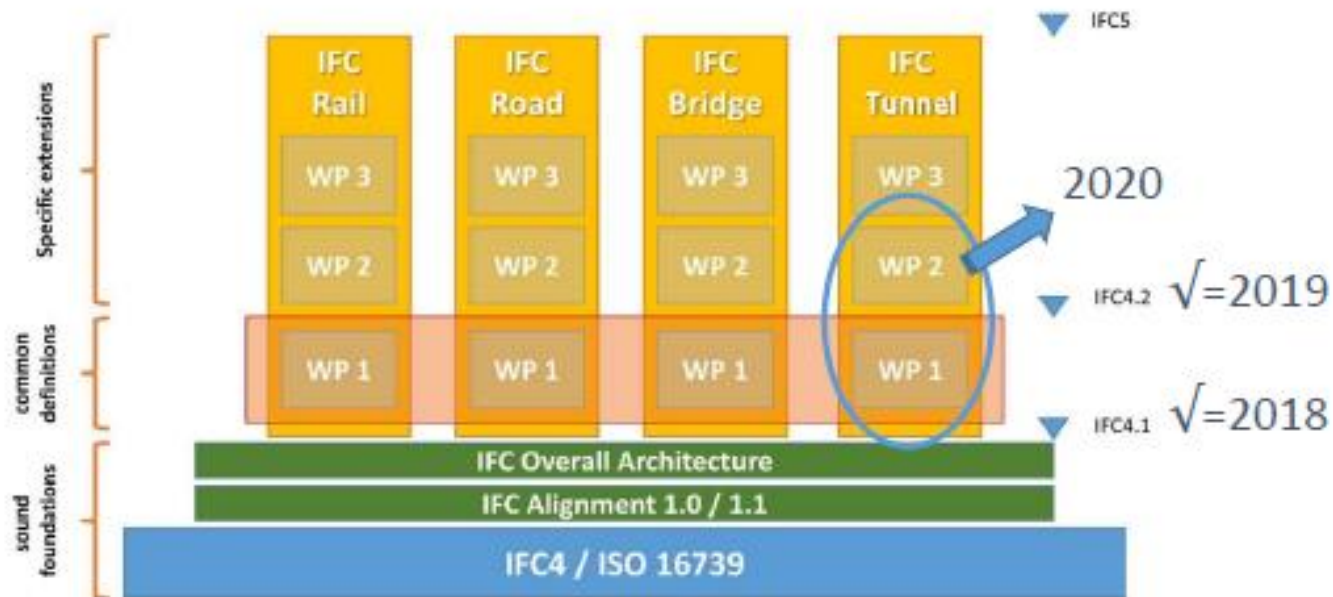 IFC5
IFC Rail
IFC Road
IFC Bridge
IFC Tunnel
Specific extensions
WP 3
WP 3
WP 3
WP 3
2020
WP 2
WP 2
WP 2
WP 2
IFC4.2 √=2019
common definitions
WP 1
WP 1
WP 1
WP 1
IFC4.1 √=2018
sound foundations
IFC Overall Architecture
IFC Alignment 1.0 / 1.1
IFC4 / ISO 16739